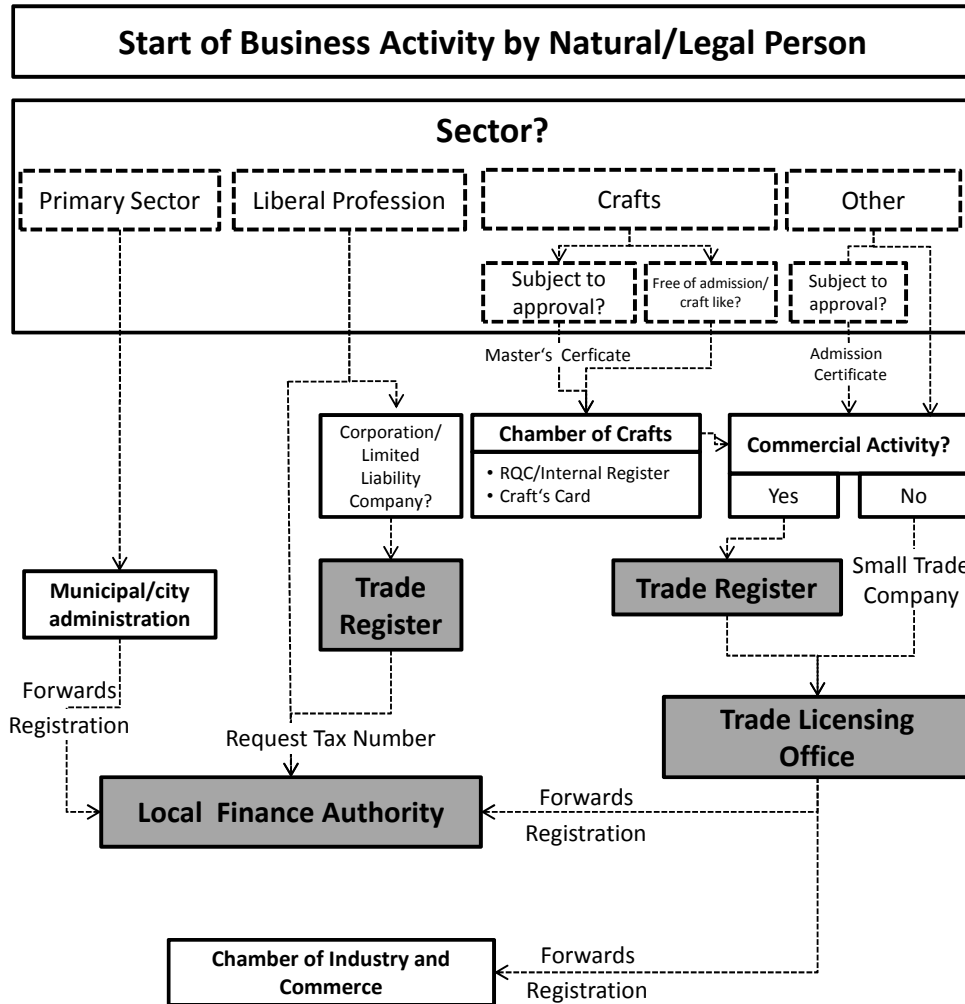 Start of Business Activity by Natural/Legal Person
Sector?
Primary Sector
Liberal Profession
Crafts
Other
Subject to
approval?
Free of admission/
craft like?
Subject to
approval?
Master‘s Cerficate
Admission
Certificate
Corporation/
Limited
Liability
Company?
Chamber of Crafts
• RQC/Internal Register
• Craft‘s Card
Commercial Activity?
Yes
No
Municipal/city
administration
Trade
Register
Trade Register
Small Trade
Company
Forwards
Registration
Request Tax Number
Trade Licensing
Office
Local Finance Authority
Forwards
Registration
Chamber of Industry and
Commerce
Forwards
Registration